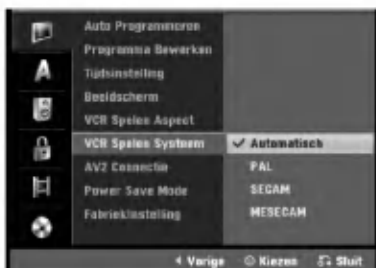 Auto Programmeren
Programma Bewerken
Tijdsinstelling
Beeldscherm
VCR Spelen Aspect
VCR Spelen Systeem ✓ Automatisch
AV2 Connectie PAL
Power Save Mode SECAM
Fabriekinstelling MESECAM
Vorige Kiezen Sluit